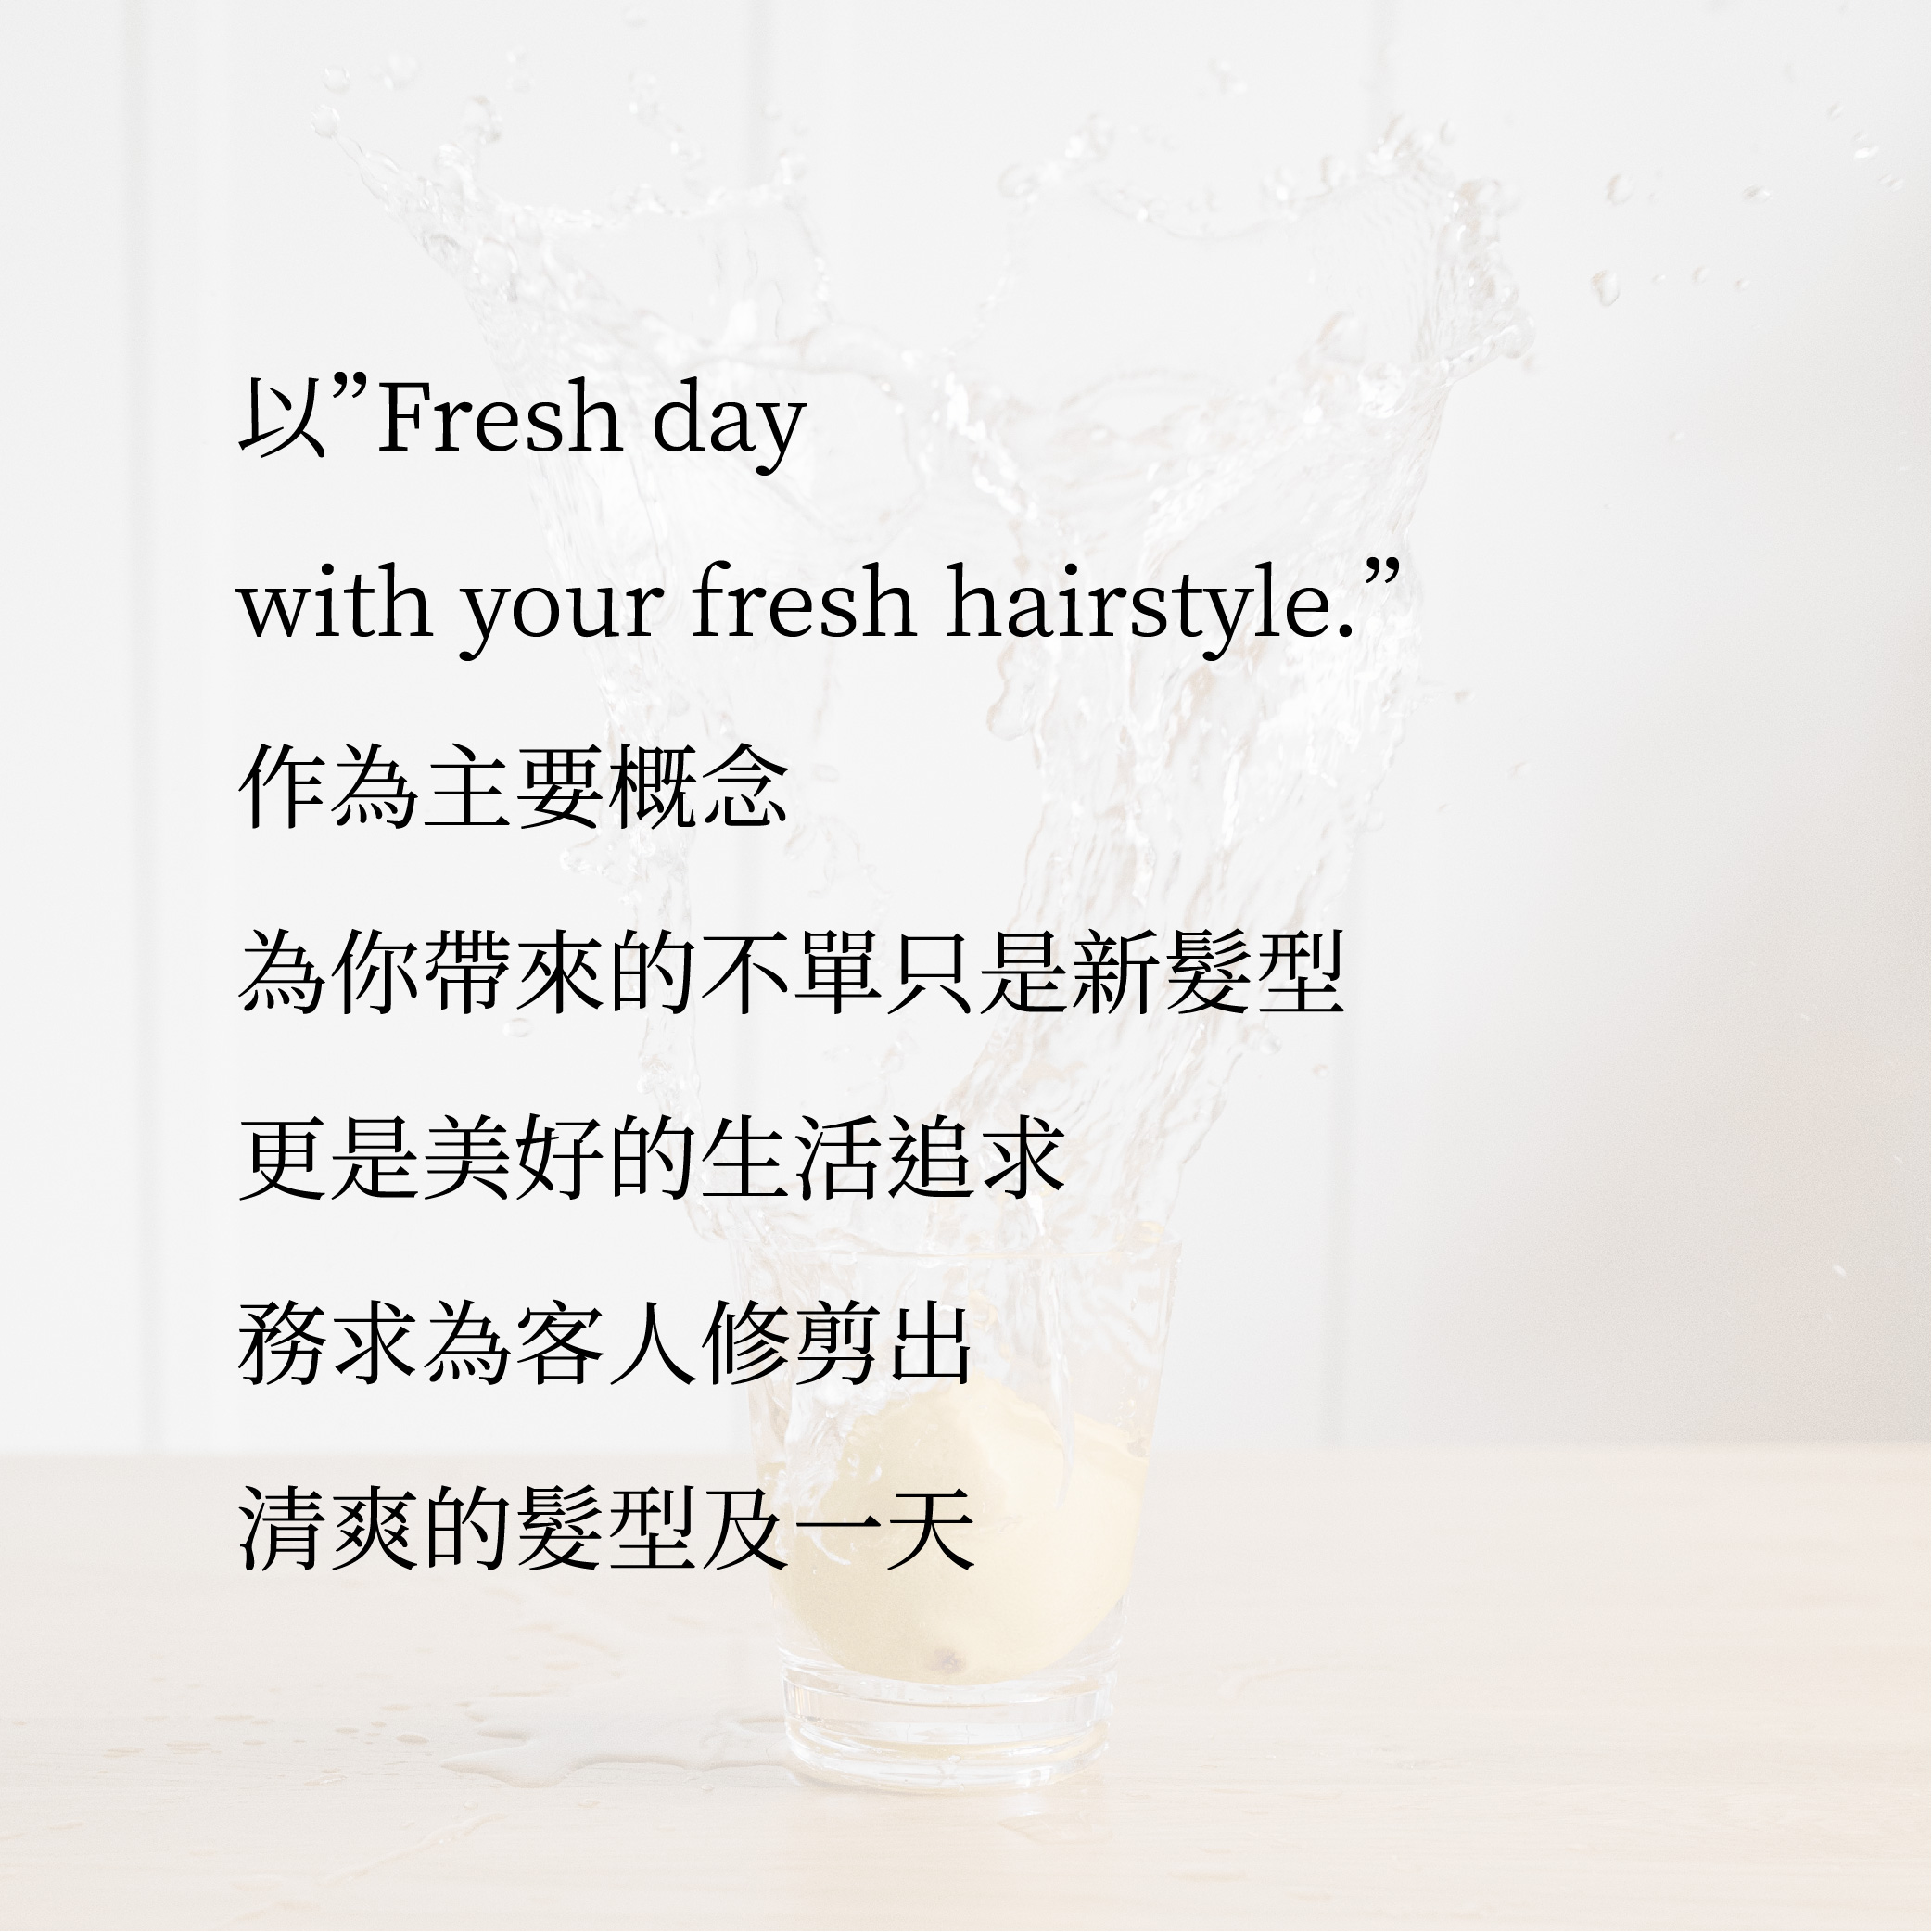 以”Fresh day
with your fresh hairstyle.”
作為主要概念
為你帶來的不單只是新髮型
更是美好的生活追求
務求為客人修剪出
清爽的髮型及一天